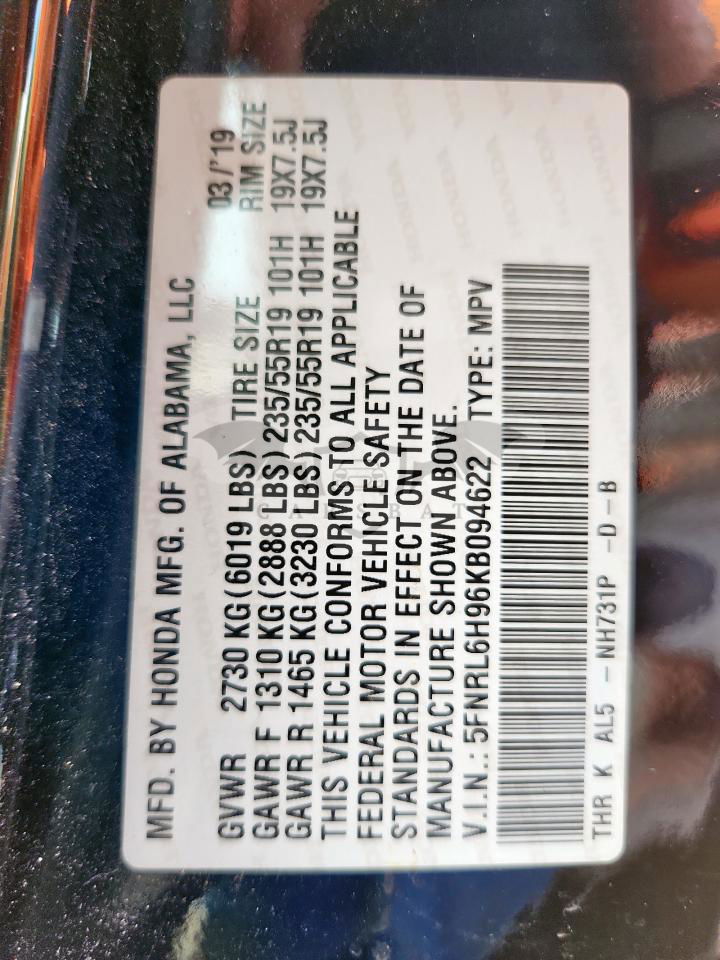 MFD. BY HONDA MFG. OF ALABAMA, LLC
03/'19
GVWR 2730 KG(6019 LBS) TIRE SIZE RIM SIZE
GAWR F 1310 KG(2888 LBS) 235/55R19 101H 19X7.5J
GAWR R 1465 KG(3230 LBS) 235/55R19 101H 19X7.5J
THIS VEHICLE CONFORMS TO ALL APPLICABLE
FEDERAL MOTOR VEHICLE SAFETY
STANDARDS IN EFFECT ON THE DATE OF
MANUFACTURE SHOWN ABOVE.
V.I.N.: 5FNRL6H96KB094622 TYPE: MPV
THR K AL5 - NH731P -D - B
HONDA
CARSBAT